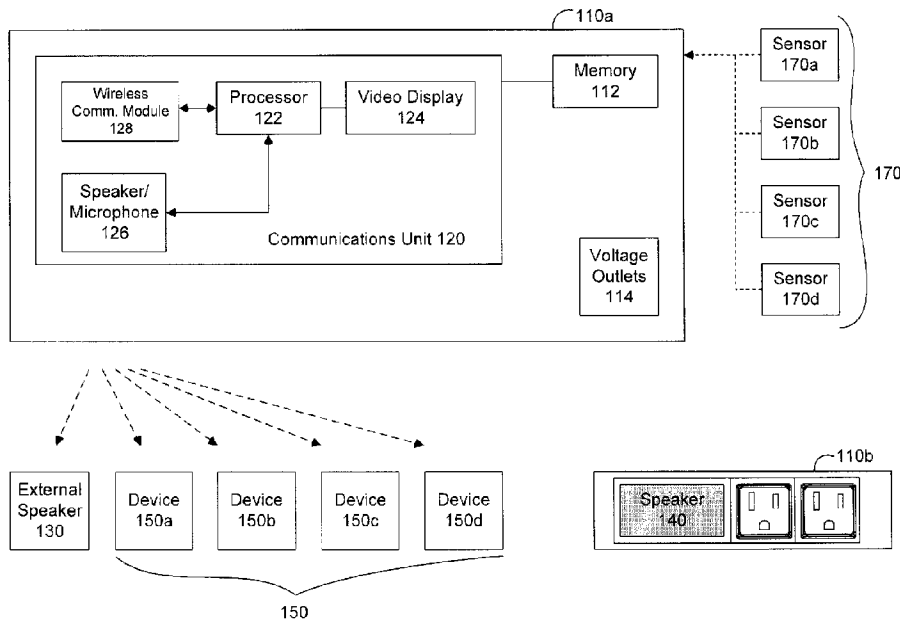 110a
Wireless
Comm. Module
128
Processor
122
Video Display
124
Memory
112
Speaker/
Microphone
126
Communications Unit 120
Voltage
Outlets
114
Sensor
170a
Sensor
170b
Sensor
170c
Sensor
170d
170
External
Speaker
130
Device
150a
Device
150b
Device
150c
Device
150d
150
110b
Speaker
140